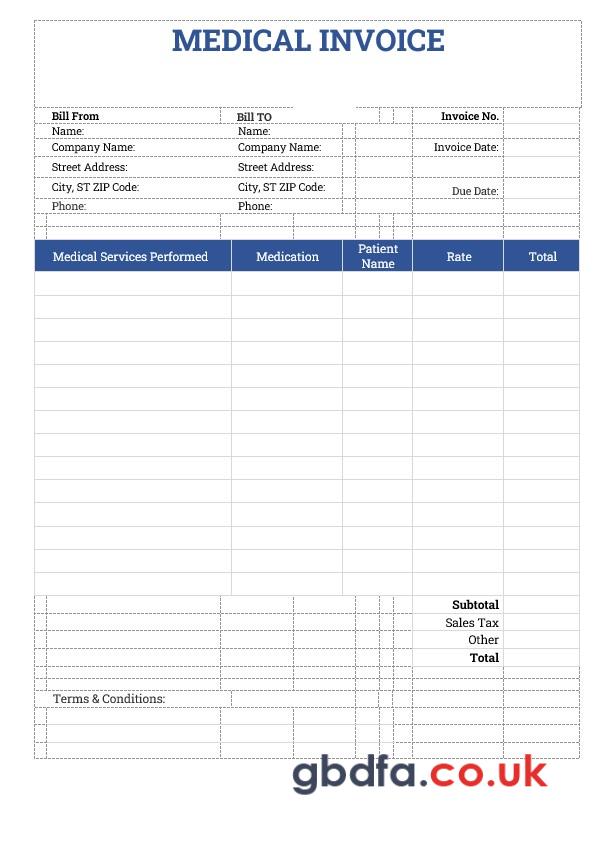 MEDICAL INVOICE
Bill From Bill TO Invoice No.
Name: Name:
Company Name: Company Name: Invoice Date:
Street Address: Street Address:
City, ST ZIP Code: City, ST ZIP Code: Due Date:
Phone: Phone:
Medical Services Performed Medication Patient Name Rate Total
Subtotal
Sales Tax
Other
Total
Terms & Conditions:
gbdfa.co.uk